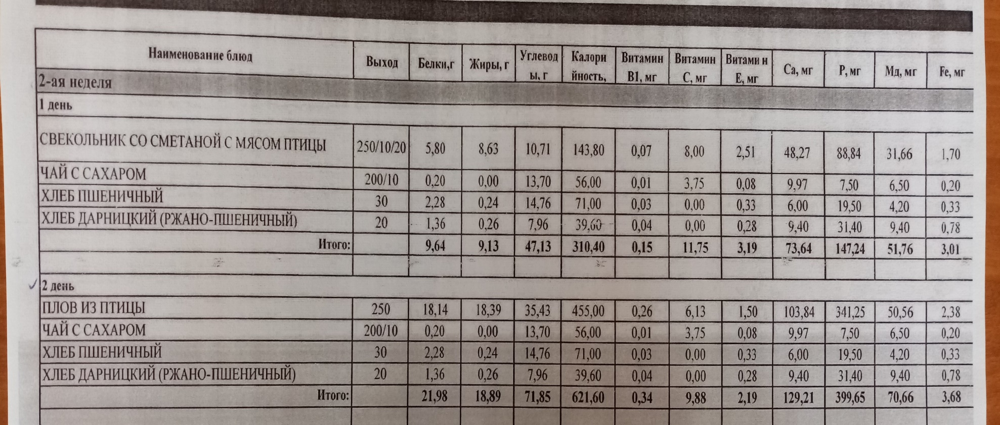 Наименование блюд Выход Белки,г Жиры, г Углевод ы, г Калори йность, Витамин В1, мг Витамин С, мг Витами н Е, мг Са, мг Р, мг Мд, мг Fe, мг
2-ая неделя
1 день
СВЕКОЛЬНИК СО СМЕТАНОЙ С МЯСОМ ПТИЦЫ 250/10/20 5,80 8,63 10,71 143,80 0,07 8,00 2,51 48,27 88,84 31,66 1,70
ЧАЙ С САХАРОМ 200/10 0,20 0,00 13,70 56,00 0,01 3,75 0,08 9,97 7,50 6,50 0,20
ХЛЕБ ПШЕНИЧНЫЙ 30 2,28 0,24 14,76 71,00 0,03 0,00 0,33 6,00 19,50 4,20 0,33
ХЛЕБ ДАРНИЦКИЙ (РЖАНО-ПШЕНИЧНЫЙ) 20 1,36 0,26 7,96 39,60 0,04 0,00 0,28 9,40 31,40 9,40 0,78
Итого: 9,64 9,13 47,13 310,40 0,15 11,75 3,19 73,64 147,24 51,76 3,01
2 день
ПЛОВ ИЗ ПТИЦЫ 250 18,14 18,39 35,43 455,00 0,26 6,13 1,50 103,84 341,25 50,56 2,38
ЧАЙ С САХАРОМ 200/10 0,20 0,00 13,70 56,00 0,01 3,75 0,08 9,97 7,50 6,50 0,20
ХЛЕБ ПШЕНИЧНЫЙ 30 2,28 0,24 14,76 71,00 0,03 0,00 0,33 6,00 19,50 4,20 0,33
ХЛЕБ ДАРНИЦКИЙ (РЖАНО-ПШЕНИЧНЫЙ) 20 1,36 0,26 7,96 39,60 0,04 0,00 0,28 9,40 31,40 9,40 0,78
Итого: 21,98 18,89 71,85 621,60 0,34 9,88 2,19 129,21 399,65 70,66 3,68